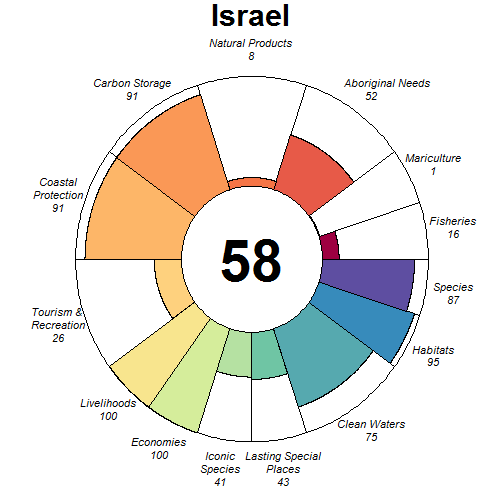 Israel
Natural Products
8
Carbon Storage
91
Aboriginal Needs
52
Mariculture
1
Coastal
Protection
91
Fisheries
16
58
Species
87
Tourism &
Recreation
26
Habitats
95
Livelihoods
100
Clean Waters
75
Economies
100
Iconic
Species
41
Lasting Special
Places
43